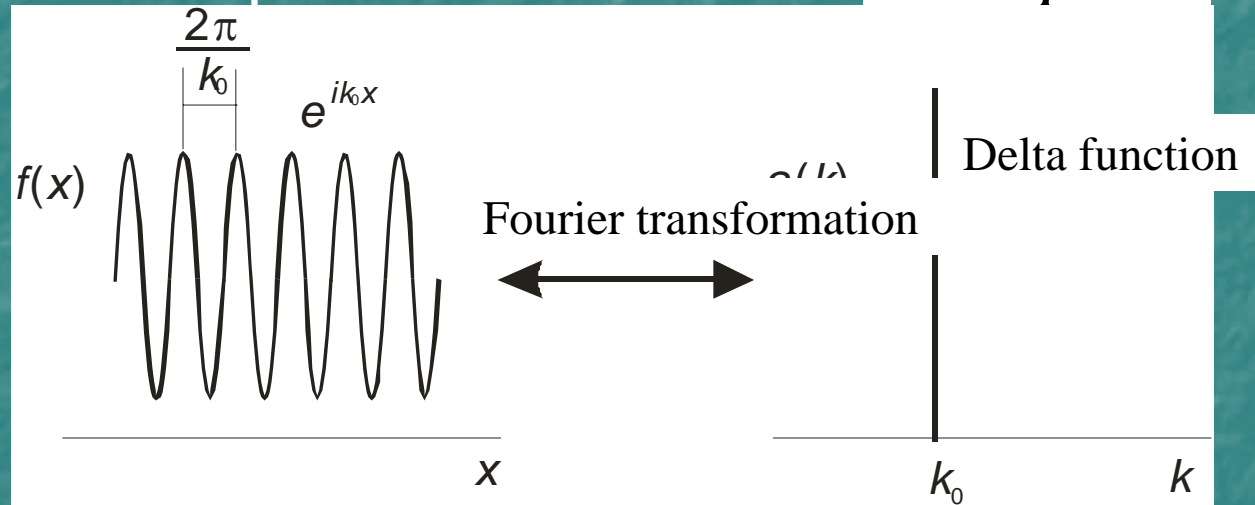 2π
k₀
e^{ik₀x}
f(x)
Delta function
Fourier transformation
x
k₀
k